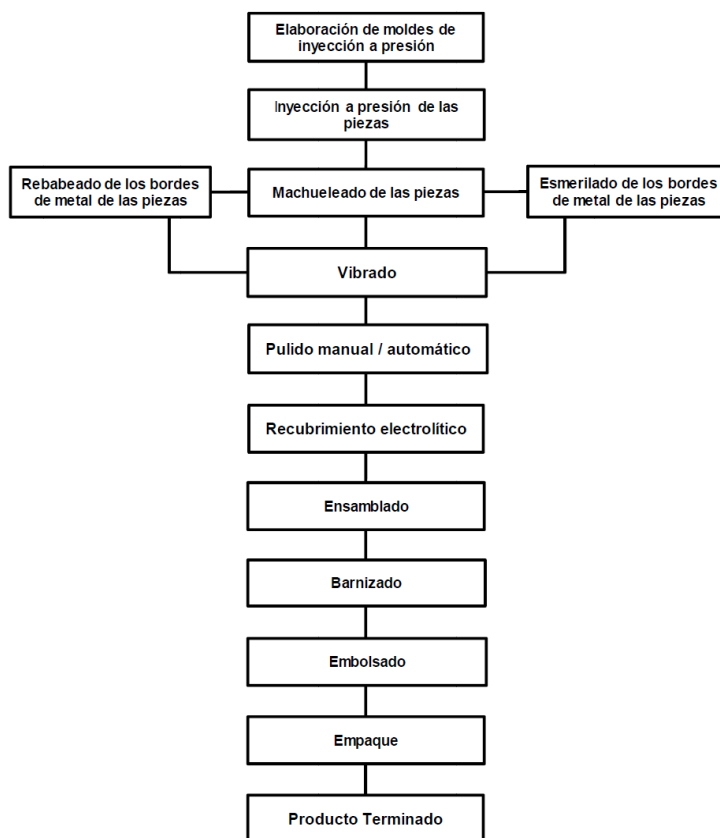 Elaboración de moldes de
inyección a presión
Inyección a presión de las
piezas
Rebabeado de los bordes
de metal de las piezas
Machueleado de las piezas
Esmerilado de los bordes
de metal de las piezas
Vibrado
Pulido manual / automático
Recubrimiento electrolítico
Ensamblado
Barnizado
Embolsado
Empaque
Producto Terminado